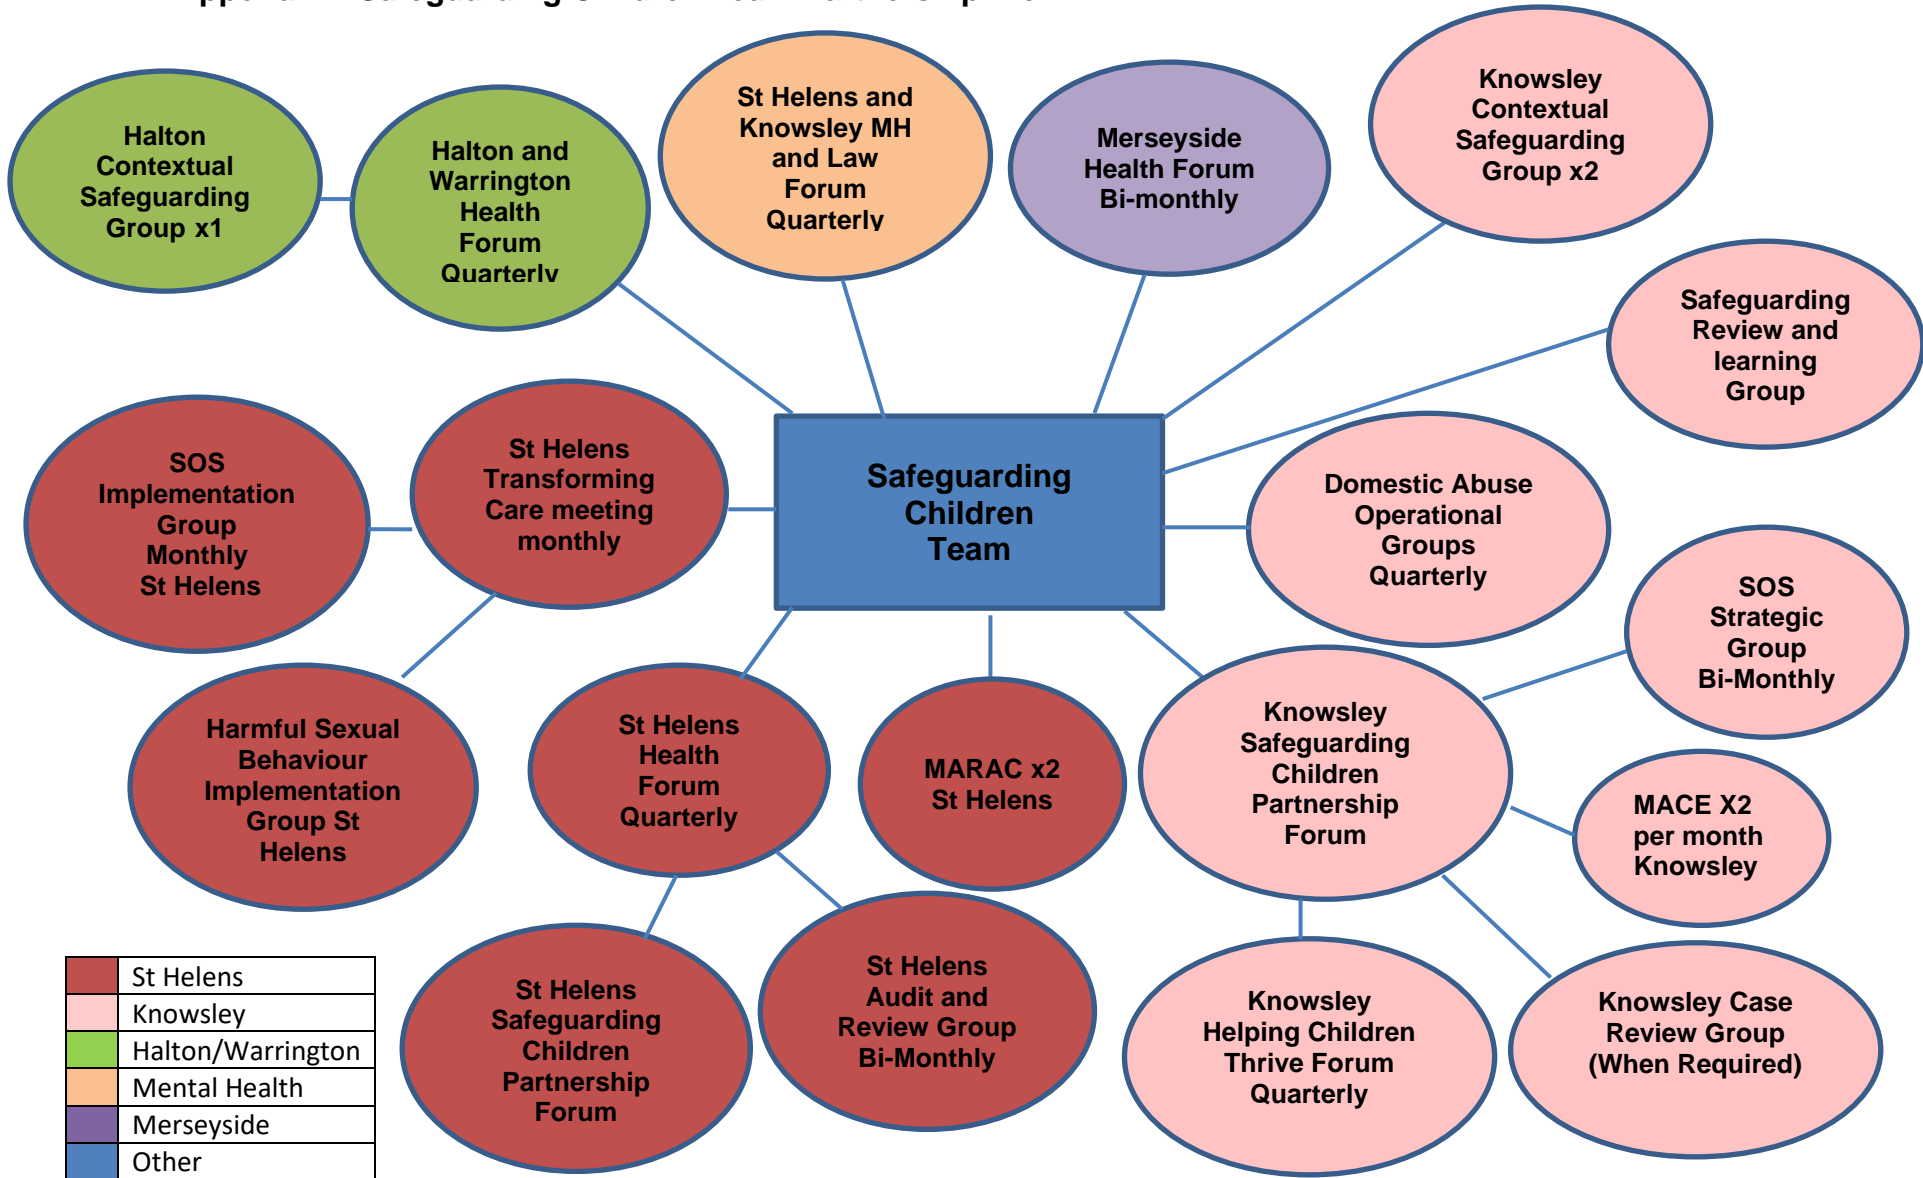 Halton
Contextual
Safeguarding
Group x1
Halton and
Warrington
Health
Forum
Quarterly
St Helens and
Knowsley MH
and Law
Forum
Quarterly
Merseyside
Health Forum
Bi-monthly
Knowsley
Contextual
Safeguarding
Group x2
Safeguarding
Review and
learning
Group
SOS
Implementation
Group
Monthly
St Helens
St Helens
Transforming
Care meeting
monthly
Safeguarding
Children
Team
Domestic Abuse
Operational
Groups
Quarterly
SOS
Strategic
Group
Bi-Monthly
Harmful Sexual
Behaviour
Implementation
Group St
Helens
St Helens
Health
Forum
Quarterly
MARAC x2
St Helens
Knowsley
Safeguarding
Children
Partnership
Forum
MACE X2
per month
Knowsley
St Helens
Safeguarding
Children
Partnership
Forum
St Helens
Audit and
Review Group
Bi-Monthly
Knowsley
Helping Children
Thrive Forum
Quarterly
Knowsley Case
Review Group
(When Required)
St Helens
Knowsley
Halton/Warrington
Mental Health
Merseyside
Other